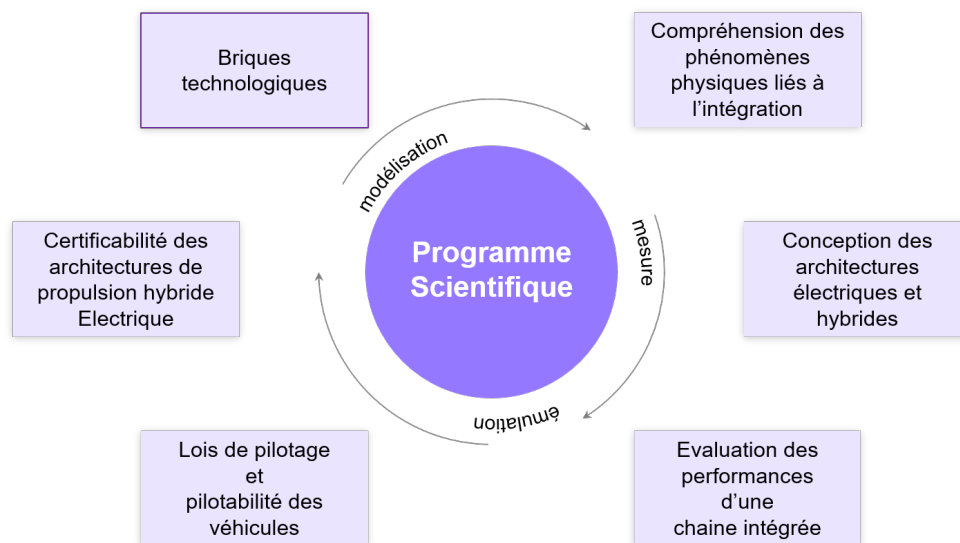 Briques
technologiques
Compréhension des
phénomènes
physiques liés à
l'intégration
modélisation
Certificabilité des
architectures de
propulsion hybride
Electrique
Programme
Scientifique
mesure
Conception des
architectures
électriques et
hybrides
émulation
Lois de pilotage
et
pilotabilité des
véhicules
Evaluation des
performances
d'une
chaine intégrée